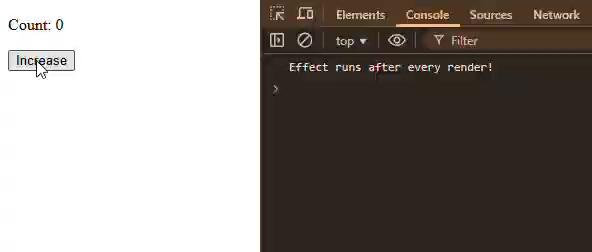 Count: 0
Increase
Elements Console Sources Network
top Filter
Effect runs after every render!